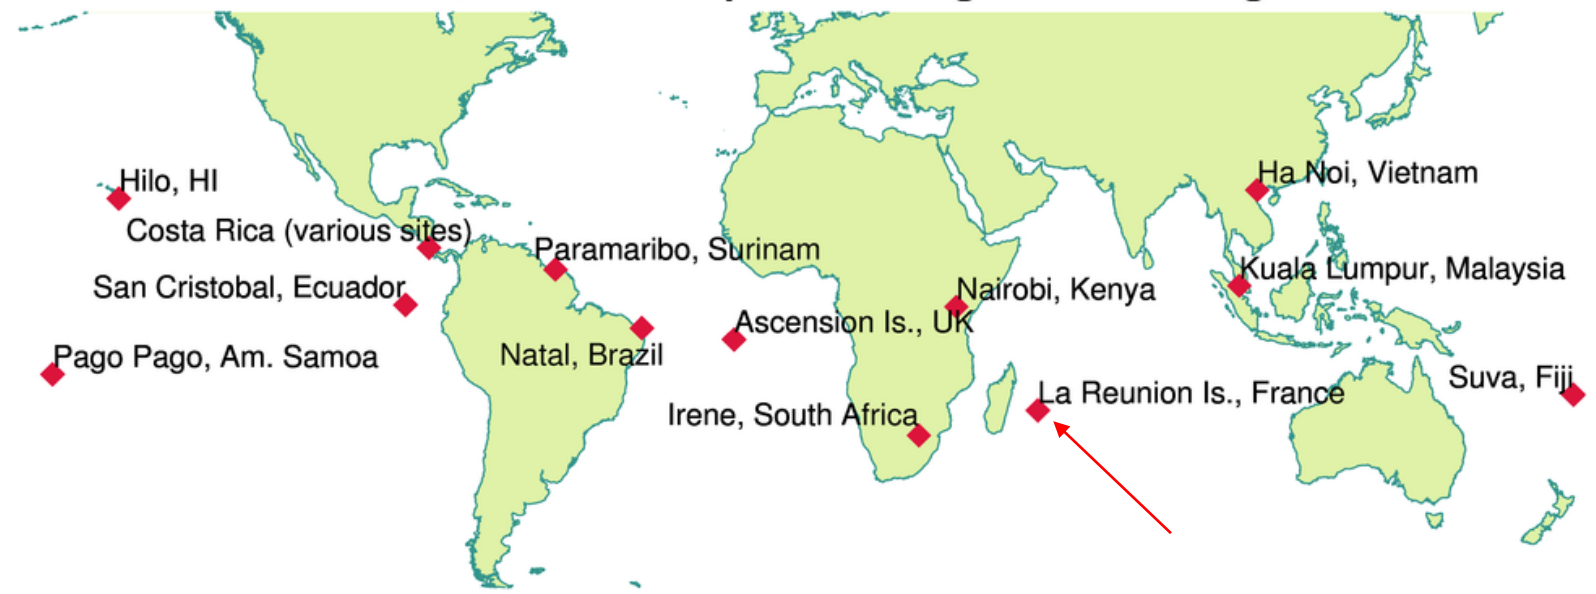 Hilo, HI
Ha Noi, Vietnam
Costa Rica (various sites)
Paramaribo, Surinam
Kuala Lumpur, Malaysia
San Cristobal, Ecuador
Nairobi, Kenya
Ascension Is., UK
Natal, Brazil
Pago Pago, Am. Samoa
Suva, Fiji
La Reunion Is., France
Irene, South Africa